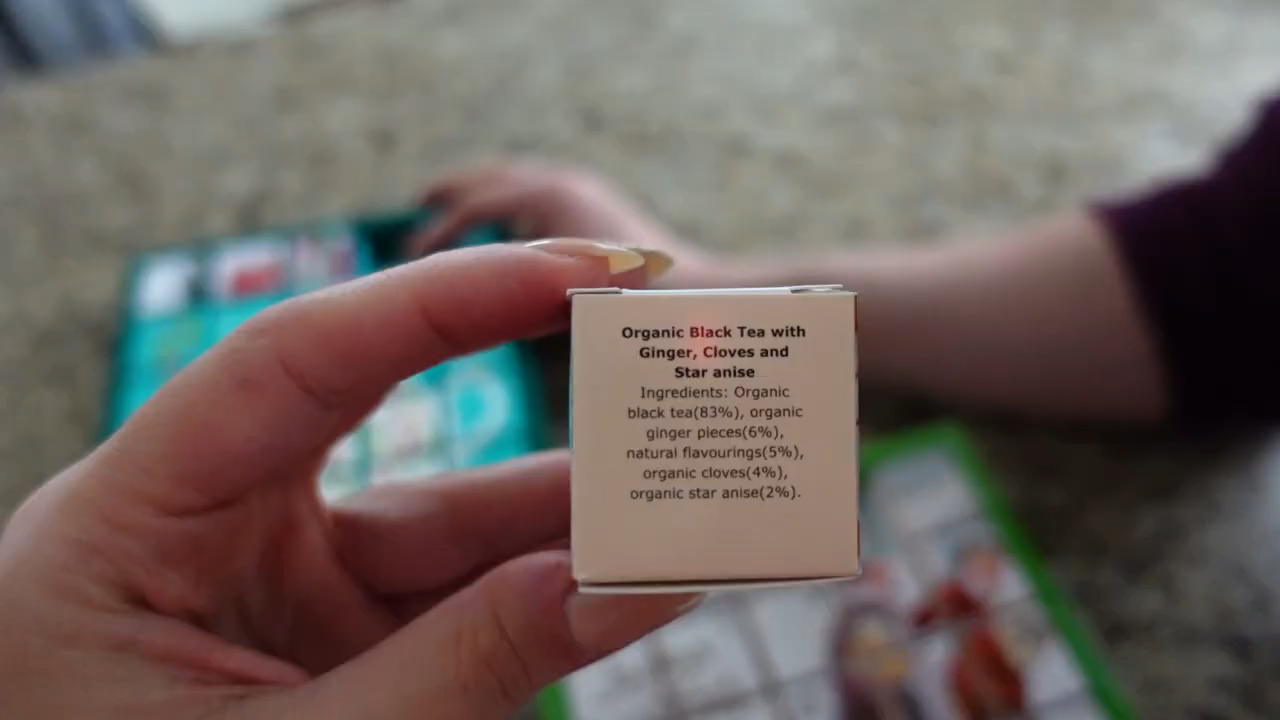 Organic Black Tea with
Ginger, Cloves and
Star anise
Ingredients: Organic
black tea(83%), organic
ginger pieces(6%),
natural flavourings(5%),
organic cloves(4%),
organic star anise(2%).